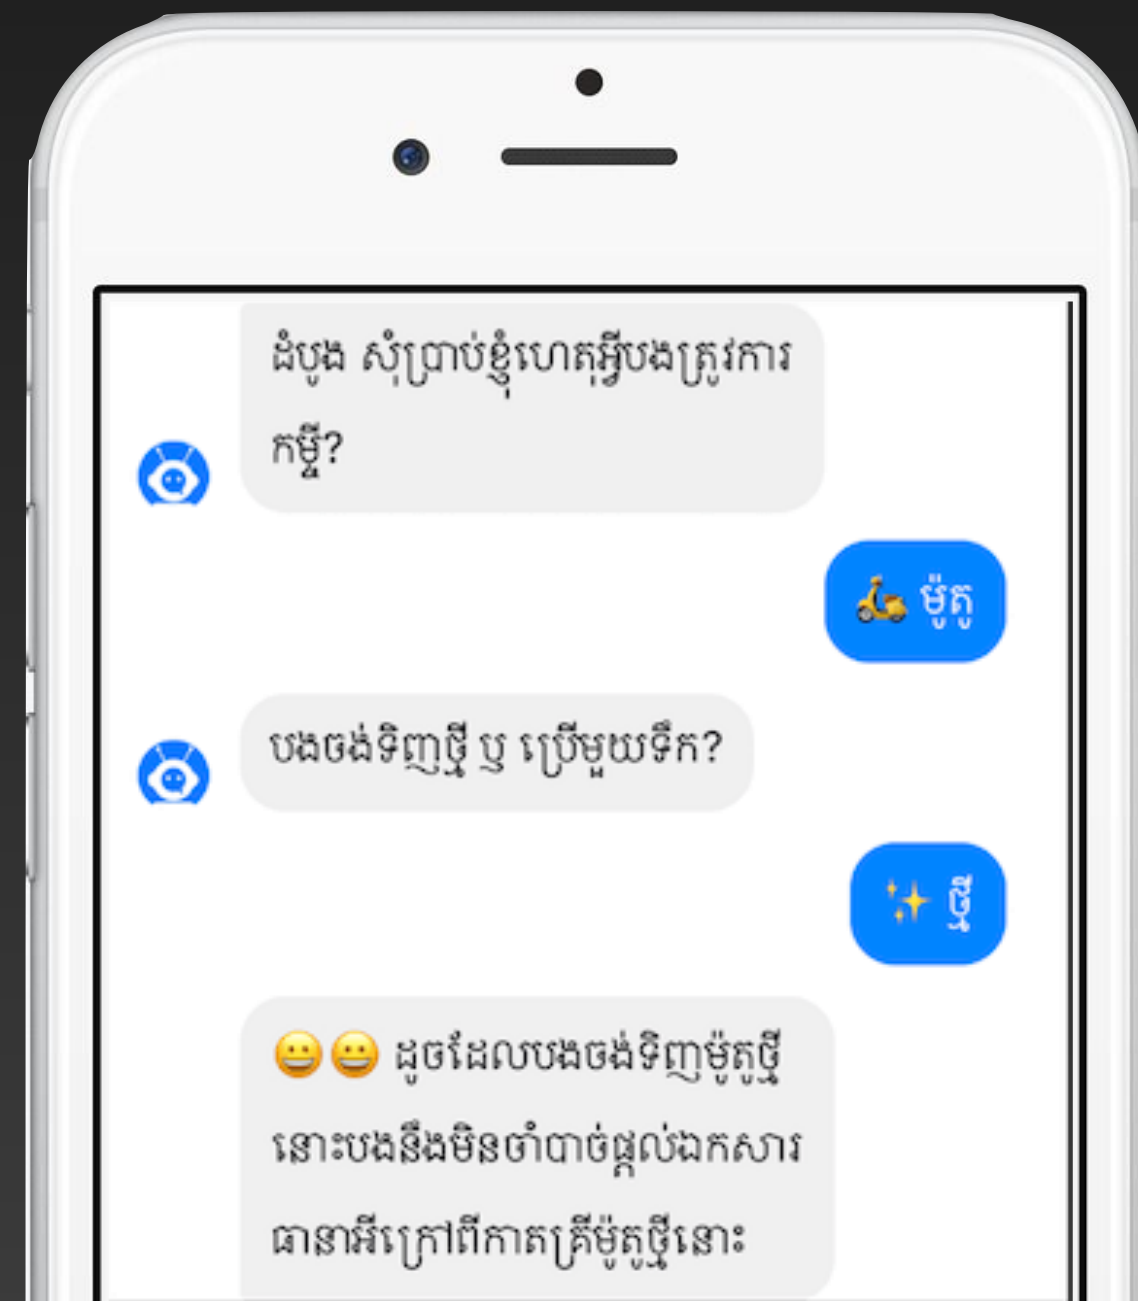 ដំបូង សុំប្រាប់ខ្ញុំហេតុអ្វីបងត្រូវការ
កម្ចី?
🛵 ម៉ូតូ
បងចង់ទិញថ្មី ឬ ប្រើមួយទឹក?
✨ ថ្មី
😀😀 ដូចដែលបងចង់ទិញម៉ូតូថ្មី
នោះបងនឹងមិនចាំបាច់ផ្តល់ឯកសារ
ធានាអីក្រៅពីកាតគ្រីម៉ូតូថ្មីនោះ